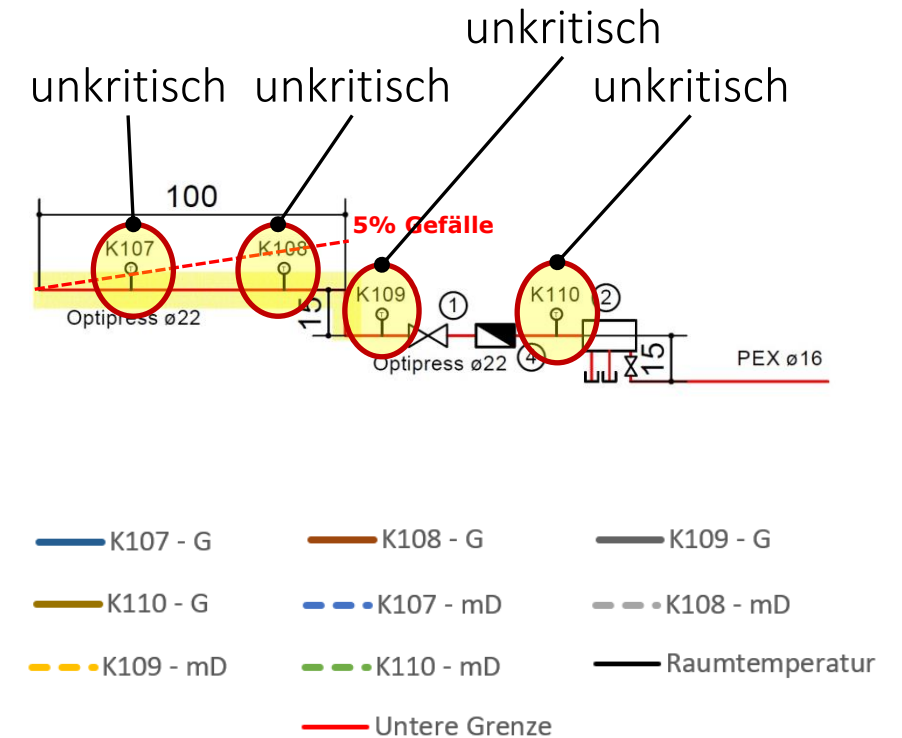 unkritisch
unkritisch unkritisch unkritisch
100
5% Gefälle
K107 K108
K109 K110
1 2
15
Optipress ø22
15
PEX ø16
Optipress ø22 4
K107 - G K108 - G K109 - G
K110 - G K107 - mD K108 - mD
K109 - mD K110 - mD Raumtemperatur
Untere Grenze